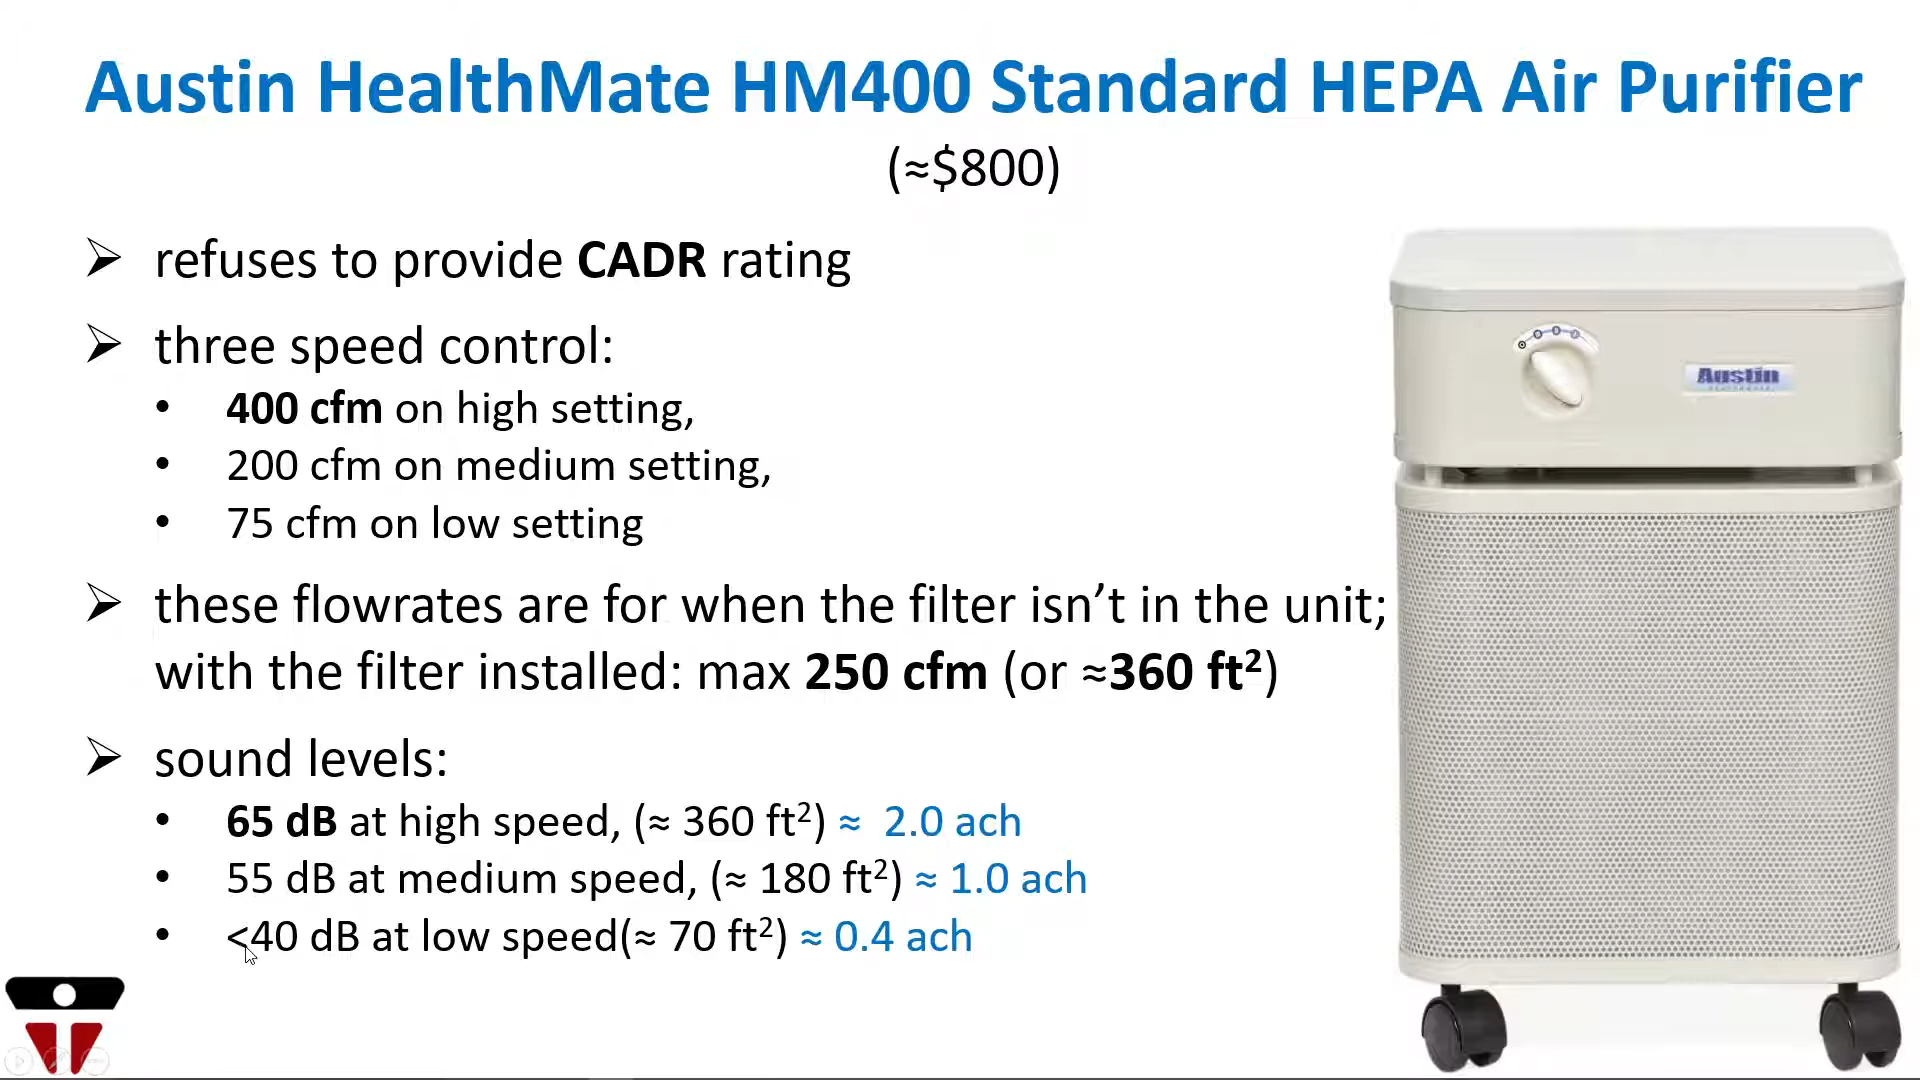 Austin HealthMate HM400 Standard HEPA Air Purifier
(≈$800)
➢ refuses to provide CADR rating
➢ three speed control:
• 400 cfm on high setting,
• 200 cfm on medium setting,
• 75 cfm on low setting
➢ these flowrates are for when the filter isn’t in the unit;
with the filter installed: max 250 cfm (or ≈360 ft²)
➢ sound levels:
• 65 dB at high speed, (≈ 360 ft²) ≈ 2.0 ach
• 55 dB at medium speed, (≈ 180 ft²) ≈ 1.0 ach
• <40 dB at low speed(≈ 70 ft²) ≈ 0.4 ach
Austin